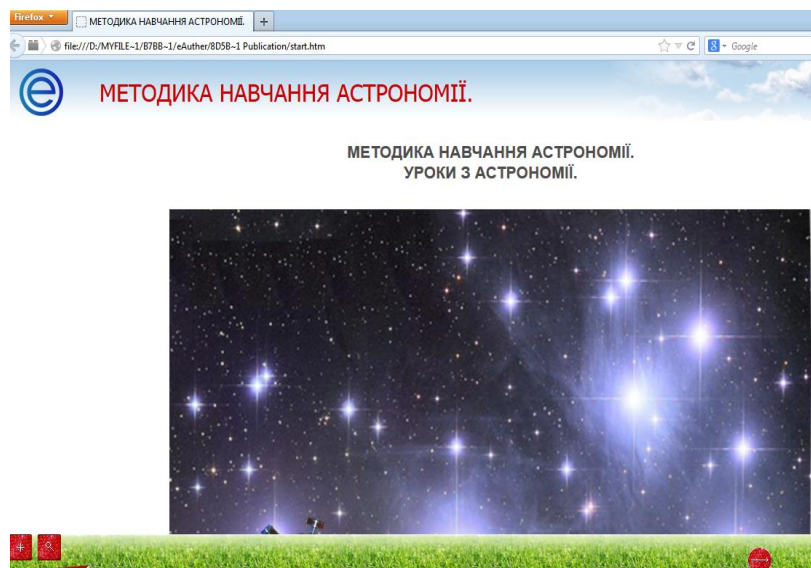 Firefox
МЕТОДИКА НАВЧАННЯ АСТРОНОМІЇ.
file:///D:/MYFILE~1/B7BB~1/eAuther/8D5B~1 Publication/start.htm
Google
МЕТОДИКА НАВЧАННЯ АСТРОНОМІЇ.
МЕТОДИКА НАВЧАННЯ АСТРОНОМІЇ.
УРОКИ З АСТРОНОМІЇ.